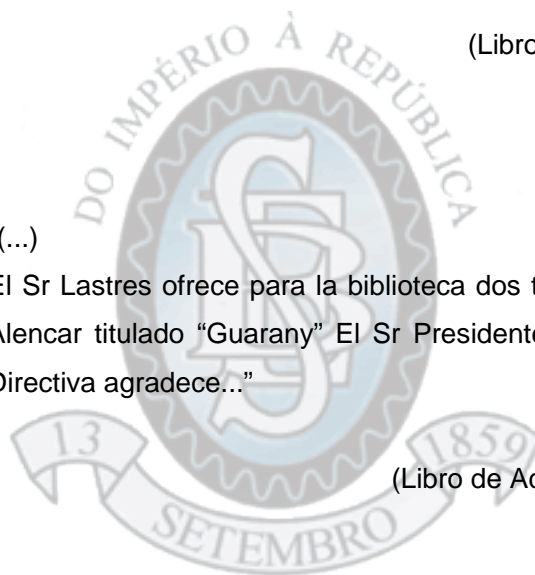 (Libro
DO IMPÉRIO À REPÚBLICA
(...)
El Sr Lastres ofrece para la biblioteca dos
Alencar titulado “Guarany” El Sr Presidente
Directiva agradece...”
13
1859
(Libro de
SETEMBRO